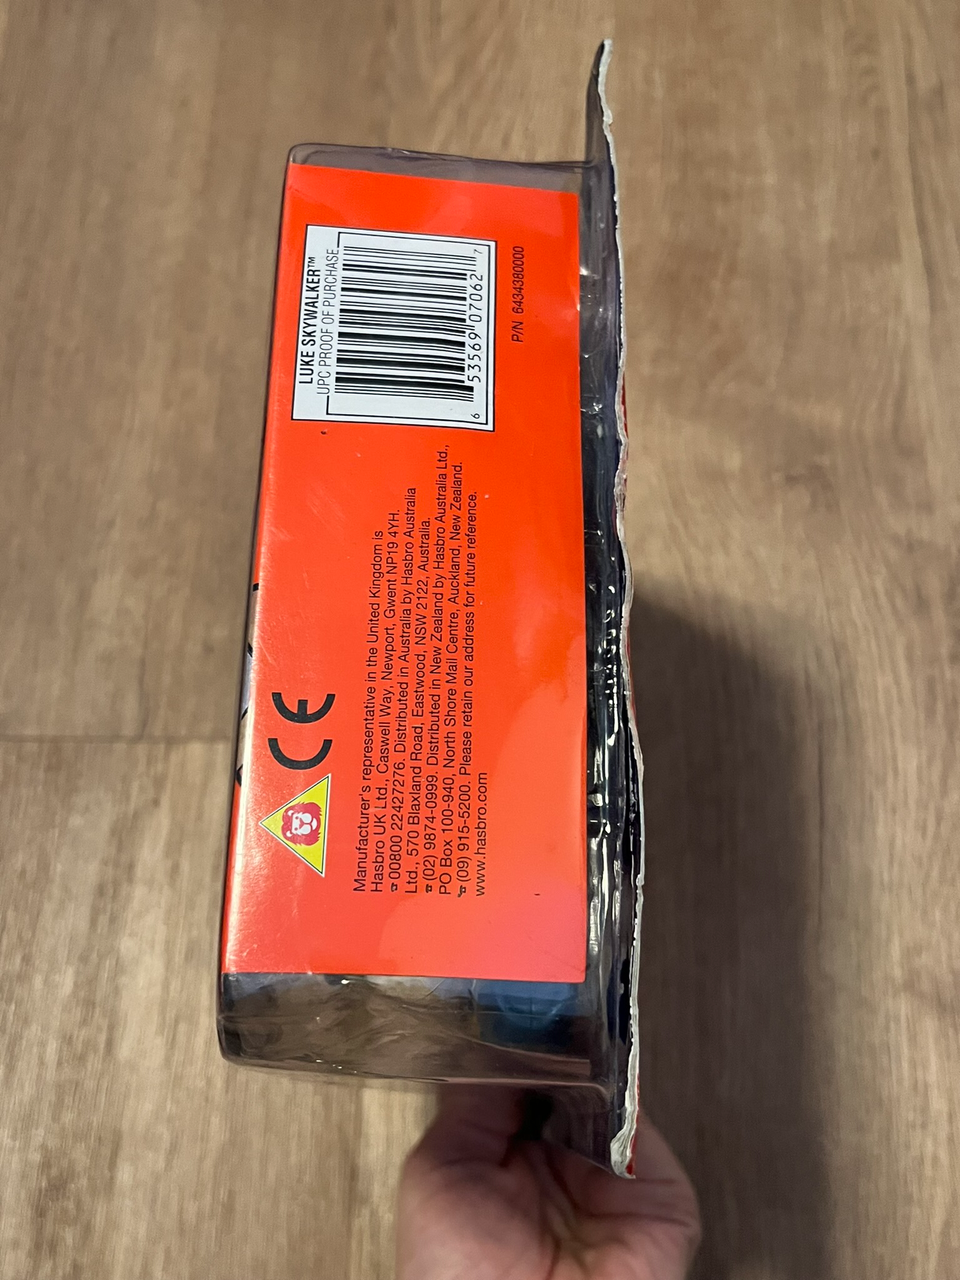 LUKE SKYWALKER™
UPC PROOF OF PURCHASE
6 53569 07062 7
P/N 6434380000
CE
Manufacturer's representative in the United Kingdom is
Hasbro UK Ltd., Caswell Way, Newport, Gwent NP19 4YH.
☎00800 22427276. Distributed in Australia by Hasbro Australia
Ltd., 570 Blaxland Road, Eastwood, NSW 2122, Australia.
☎(02) 9874-0999. Distributed in New Zealand by Hasbro Australia Ltd.,
PO Box 100-940, North Shore Mail Centre, Auckland, New Zealand.
☎(09) 915-5200. Please retain our address for future reference.
www.hasbro.com